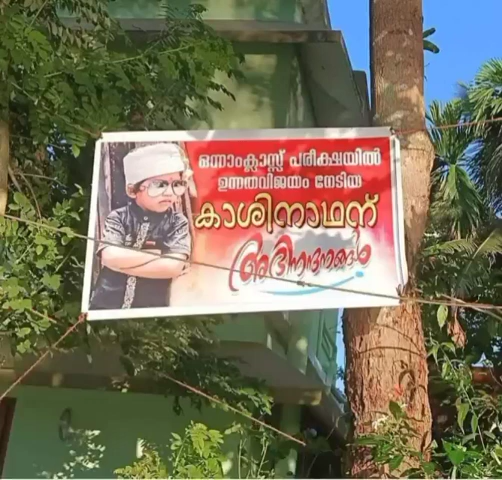 ഒന്നാംക്ലാസ്സ് പരീക്ഷയിൽ
ഉന്നതവിജയം നേടിയ
കാശിനാഥന്
അഭിനന്ദനങ്ങൾ